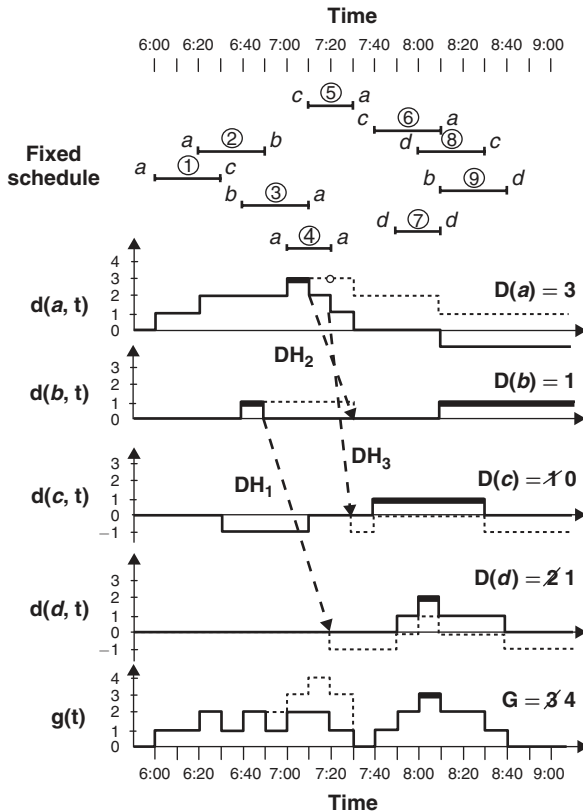 Time
6:00 6:20 6:40 7:00 7:20 7:40 8:00 8:20 8:40 9:00
Fixed schedule
c ⑤ a
c ⑥ a
a ② b
d ⑧ c
a ① c
b ⑨ d
b ③ a
d ⑦ d
a ④ a
4
3
2
1
0
d(a, t)
D(a) = 3
DH₂
3
2
1
0
d(b, t)
D(b) = 1
DH₁
DH₃
3
2
1
0
−1
d(c, t)
D(c) = 1 0
3
2
1
0
−1
d(d, t)
D(d) = 2 1
4
3
2
1
0
g(t)
G = 3 4
6:00 6:20 6:40 7:00 7:20 7:40 8:00 8:20 8:40 9:00
Time